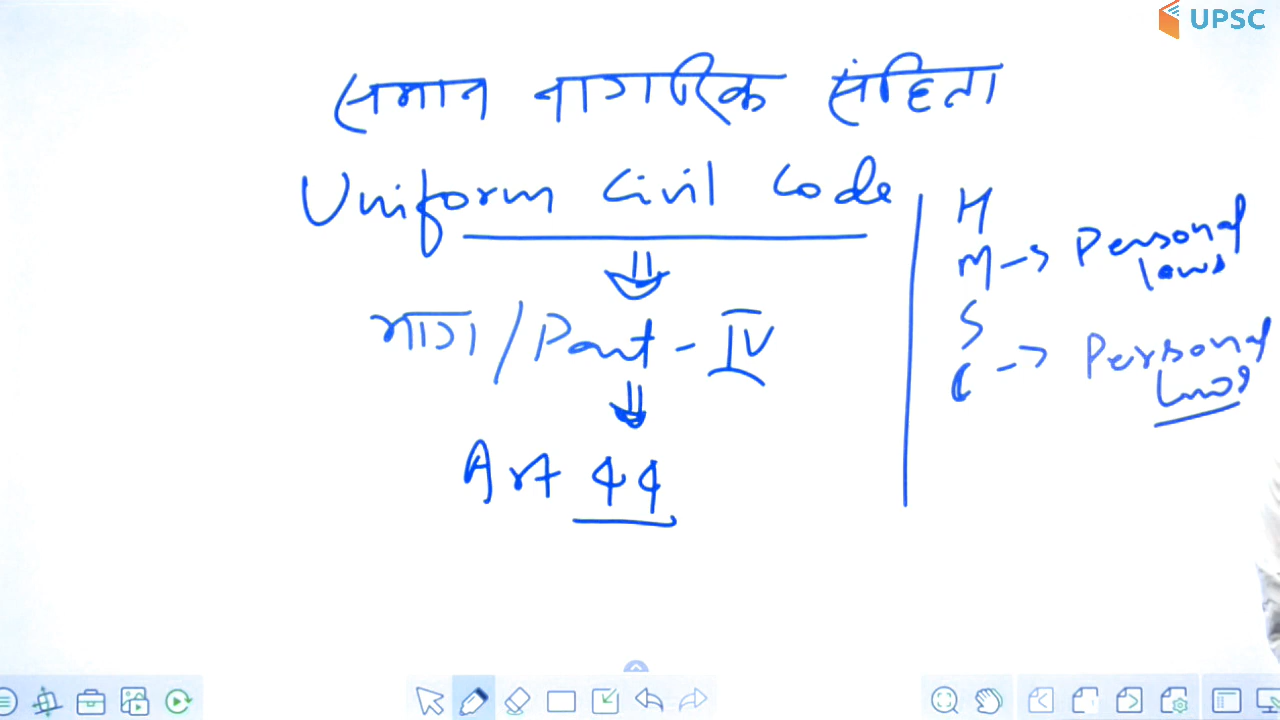 UPSC
समान नागरिक संहिता
Uniform Civil Code
भाग / Part - IV
Art 44
H
M -> Personal laws
S
C -> Personal Laws